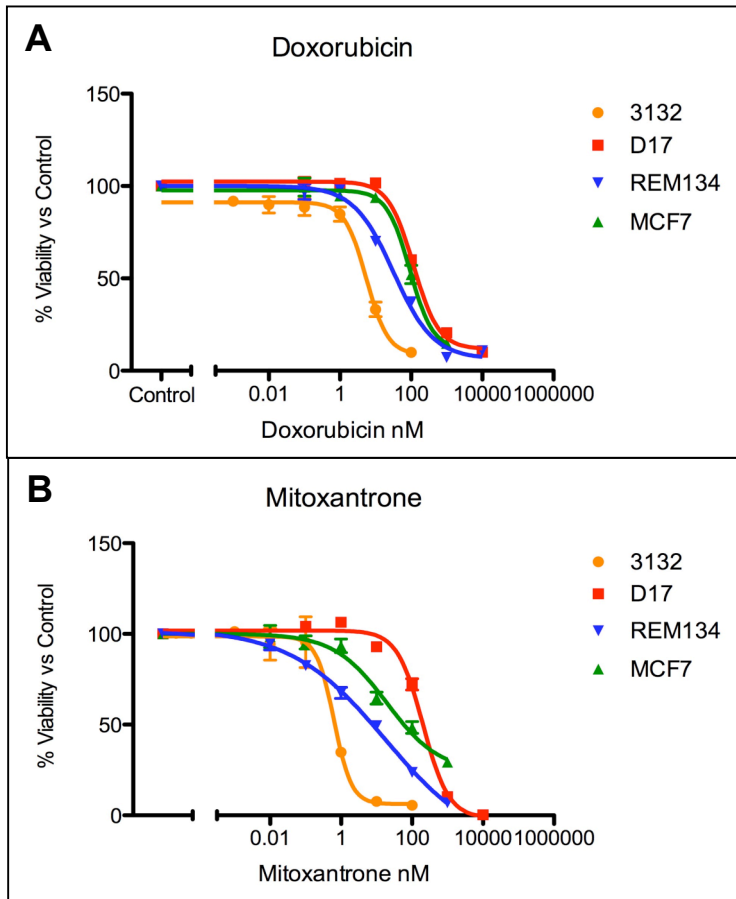 A
Doxorubicin
150
100
50
0
% Viability vs Control
Control
0.01 1 100 10000 1000000
Doxorubicin nM
3132
D17
REM134
MCF7
B
Mitoxantrone
150
100
50
0
% Viability vs Control
0.01 1 100 10000 1000000
Mitoxantrone nM
3132
D17
REM134
MCF7